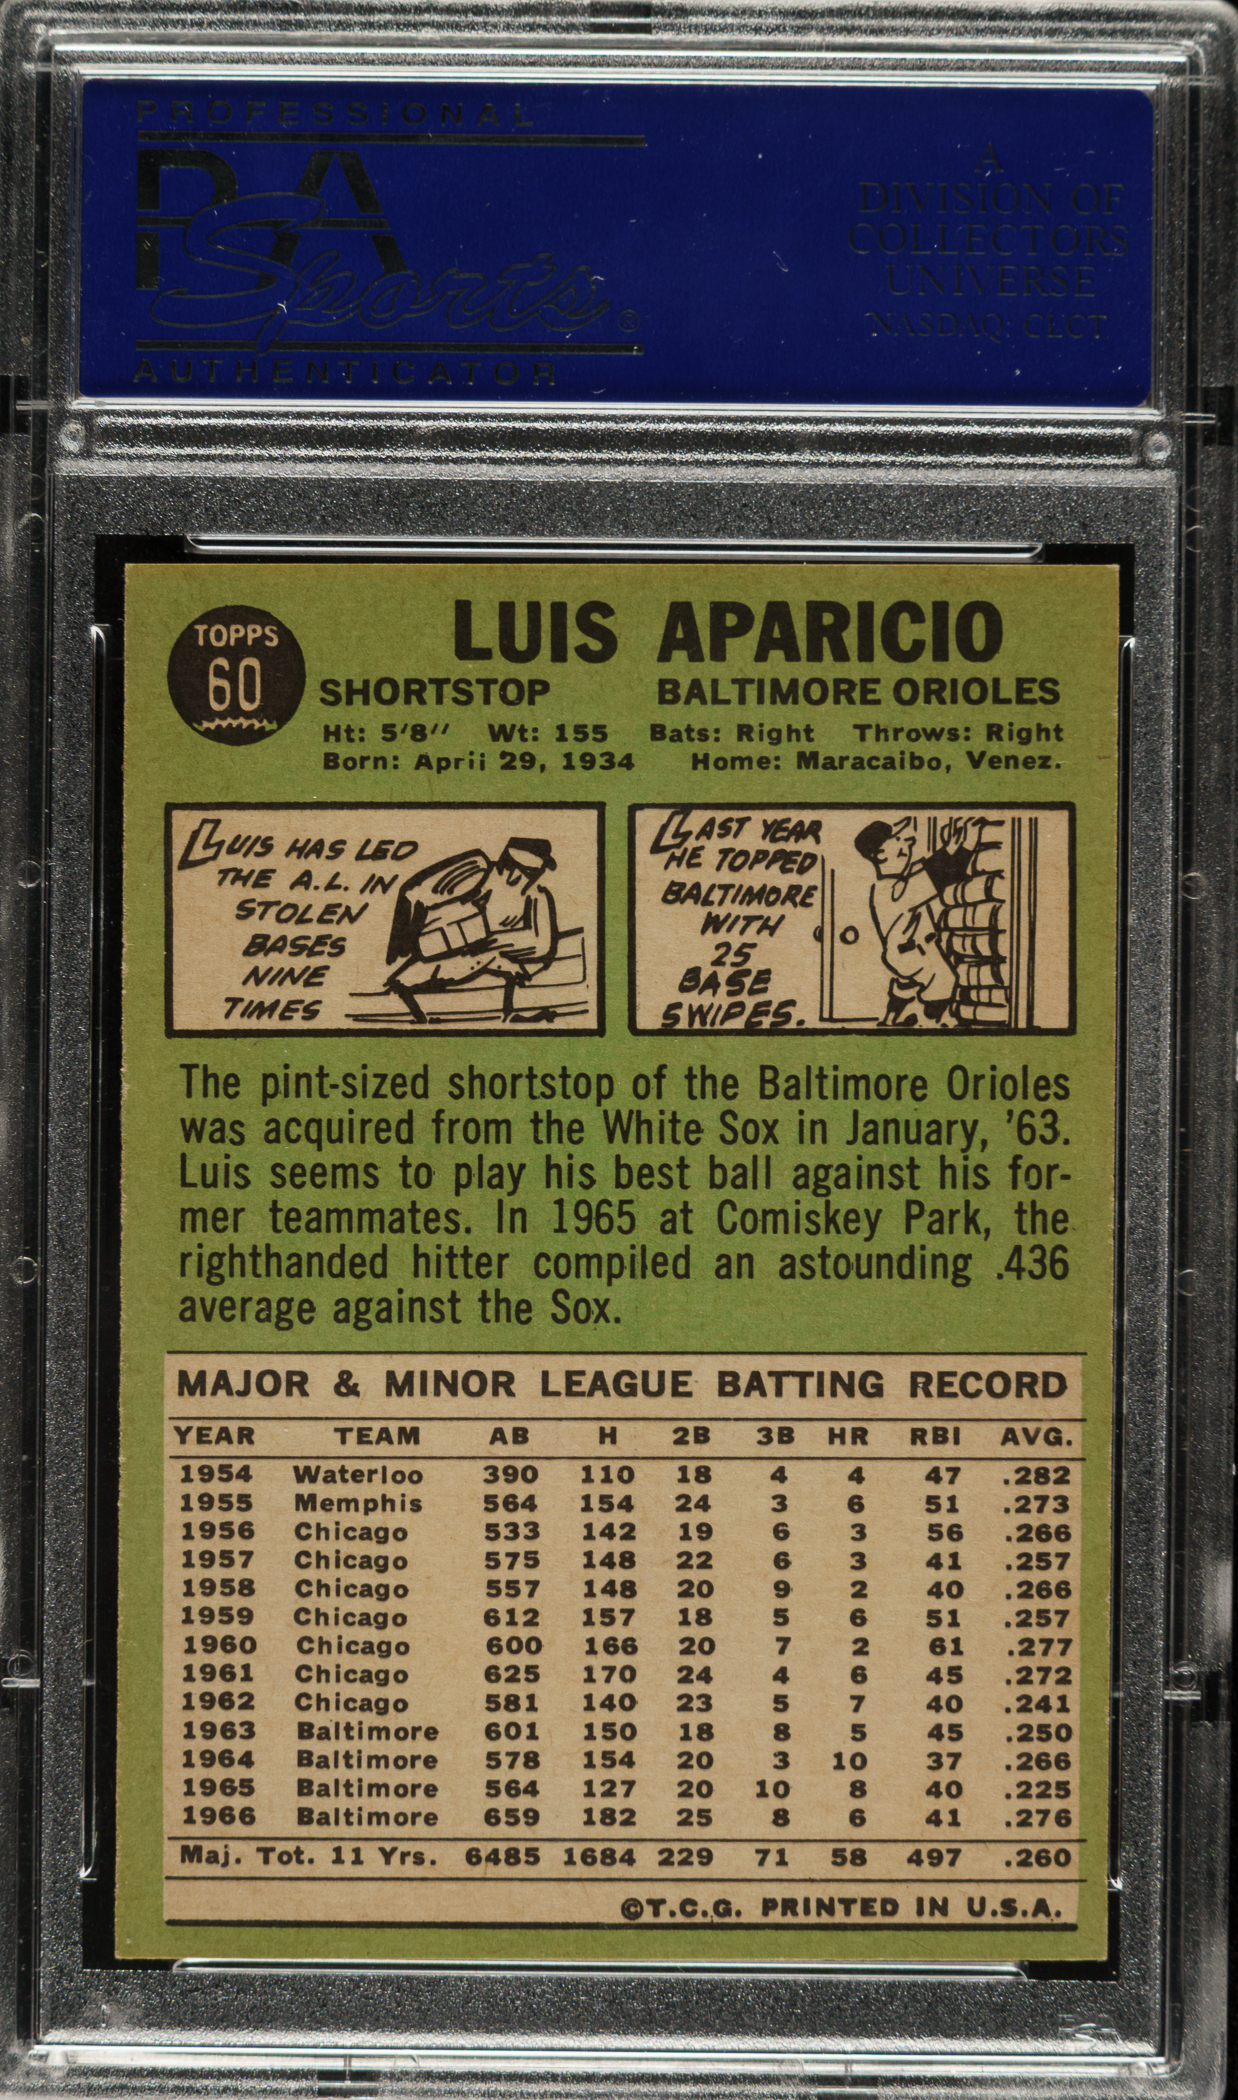 PROFESSIONAL
PSA
Sports®
AUTHENTICATOR
A
DIVISION OF
COLLECTORS
UNIVERSE
NASDAQ: CLCT
TOPPS
60
LUIS APARICIO
SHORTSTOP BALTIMORE ORIOLES
Ht: 5'8" Wt: 155 Bats: Right Throws: Right
Born: April 29, 1934 Home: Maracaibo, Venez.
LUIS HAS LED
THE A.L. IN
STOLEN
BASES
NINE
TIMES
LAST YEAR
HE TOPPED
BALTIMORE
WITH
25
BASE
SWIPES.
The pint-sized shortstop of the Baltimore Orioles
was acquired from the White Sox in January, '63.
Luis seems to play his best ball against his for-
mer teammates. In 1965 at Comiskey Park, the
righthanded hitter compiled an astounding .436
average against the Sox.
MAJOR & MINOR LEAGUE BATTING RECORD
YEAR TEAM AB H 2B 3B HR RBI AVG.
1954 Waterloo 390 110 18 4 4 47 .282
1955 Memphis 564 154 24 3 6 51 .273
1956 Chicago 533 142 19 6 3 56 .266
1957 Chicago 575 148 22 6 3 41 .257
1958 Chicago 557 148 20 9 2 40 .266
1959 Chicago 612 157 18 5 6 51 .257
1960 Chicago 600 166 20 7 2 61 .277
1961 Chicago 625 170 24 4 6 45 .272
1962 Chicago 581 140 23 5 7 40 .241
1963 Baltimore 601 150 18 8 5 45 .250
1964 Baltimore 578 154 20 3 10 37 .266
1965 Baltimore 564 127 20 10 8 40 .225
1966 Baltimore 659 182 25 8 6 41 .276
Maj. Tot. 11 Yrs. 6485 1684 229 71 58 497 .260
©T.C.G. PRINTED IN U.S.A.